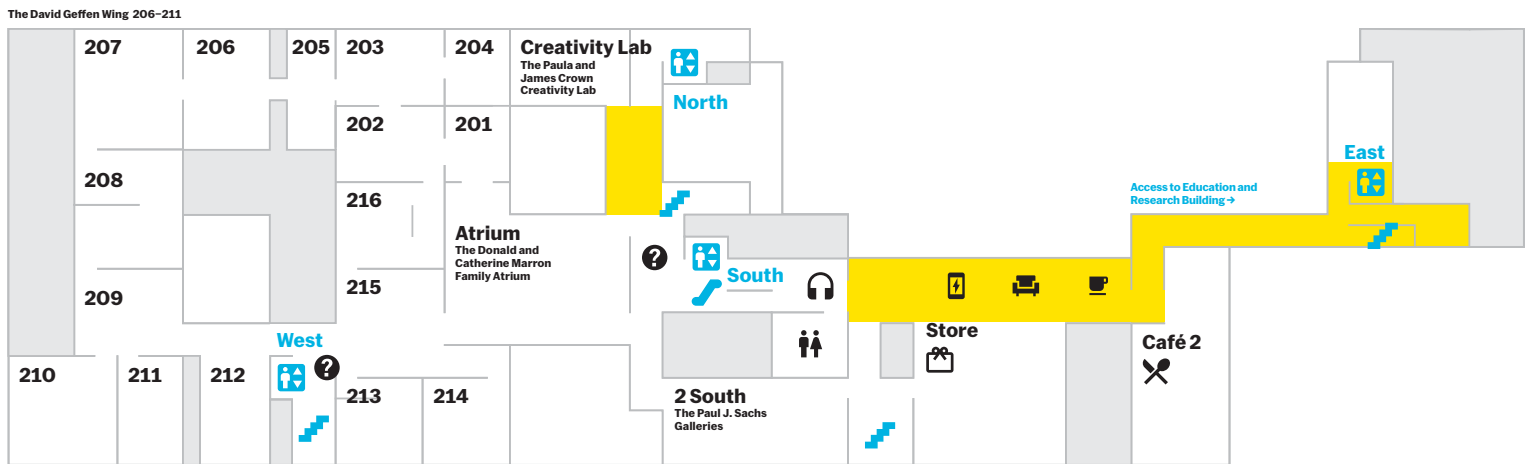 The David Geffen Wing 206–211
207
206
205
203
204
Creativity Lab
The Paula and
James Crown
Creativity Lab
North
202
201
East
208
Access to Education and
Research Building →
216
Atrium
The Donald and
Catherine Marron
Family Atrium
?
South
215
209
West
Store
Café 2
210
211
212
?
213
214
2 South
The Paul J. Sachs
Galleries